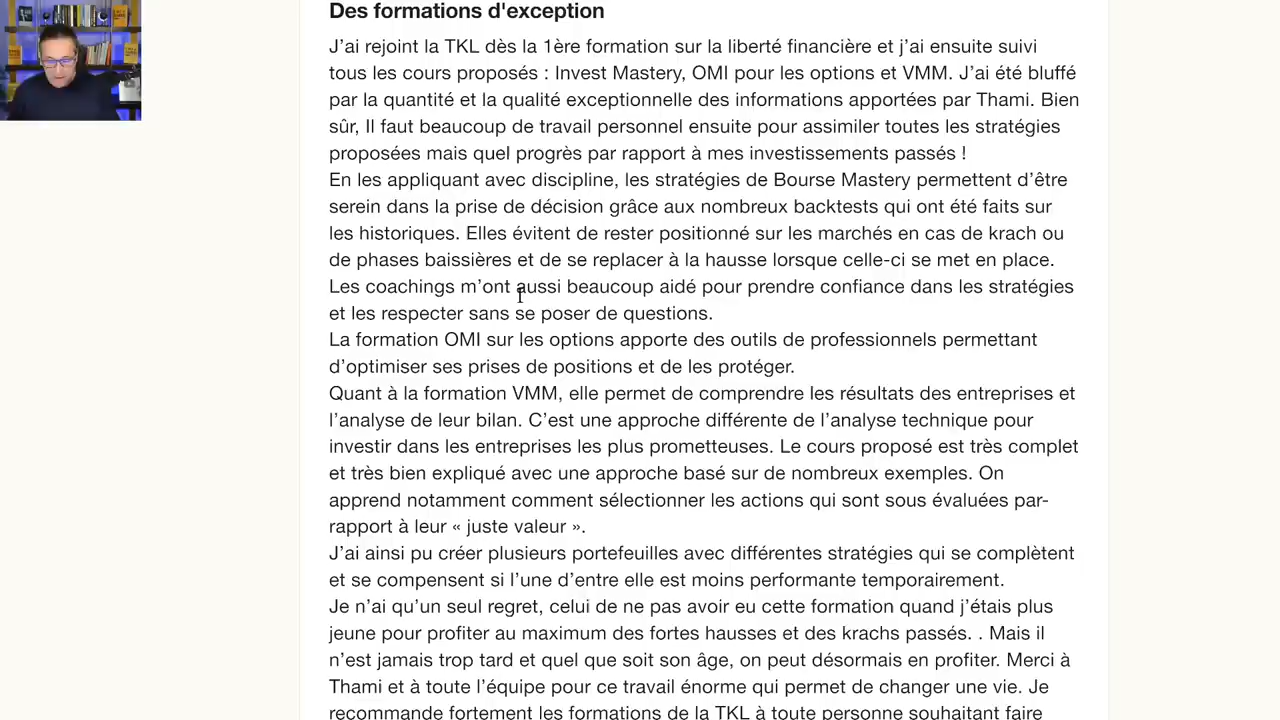 Des formations d'exception
J’ai rejoint la TKL dès la 1ère formation sur la liberté financière et j’ai ensuite suivi
tous les cours proposés : Invest Mastery, OMI pour les options et VMM. J’ai été bluffé
par la quantité et la qualité exceptionnelle des informations apportées par Thami. Bien
sûr, Il faut beaucoup de travail personnel ensuite pour assimiler toutes les stratégies
proposées mais quel progrès par rapport à mes investissements passés !
En les appliquant avec discipline, les stratégies de Bourse Mastery permettent d’être
serein dans la prise de décision grâce aux nombreux backtests qui ont été faits sur
les historiques. Elles évitent de rester positionné sur les marchés en cas de krach ou
de phases baissières et de se replacer à la hausse lorsque celle-ci se met en place.
Les coachings m’ont aussi beaucoup aidé pour prendre confiance dans les stratégies
et les respecter sans se poser de questions.
La formation OMI sur les options apporte des outils de professionnels permettant
d’optimiser ses prises de positions et de les protéger.
Quant à la formation VMM, elle permet de comprendre les résultats des entreprises et
l’analyse de leur bilan. C’est une approche différente de l’analyse technique pour
investir dans les entreprises les plus prometteuses. Le cours proposé est très complet
et très bien expliqué avec une approche basé sur de nombreux exemples. On
apprend notamment comment sélectionner les actions qui sont sous évaluées par-
rapport à leur « juste valeur ».
J’ai ainsi pu créer plusieurs portefeuilles avec différentes stratégies qui se complètent
et se compensent si l’une d’entre elle est moins performante temporairement.
Je n’ai qu’un seul regret, celui de ne pas avoir eu cette formation quand j’étais plus
jeune pour profiter au maximum des fortes hausses et des krachs passés. . Mais il
n’est jamais trop tard et quel que soit son âge, on peut désormais en profiter. Merci à
Thami et à toute l’équipe pour ce travail énorme qui permet de changer une vie. Je
recommande fortement les formations de la TKL à toute personne souhaitant faire